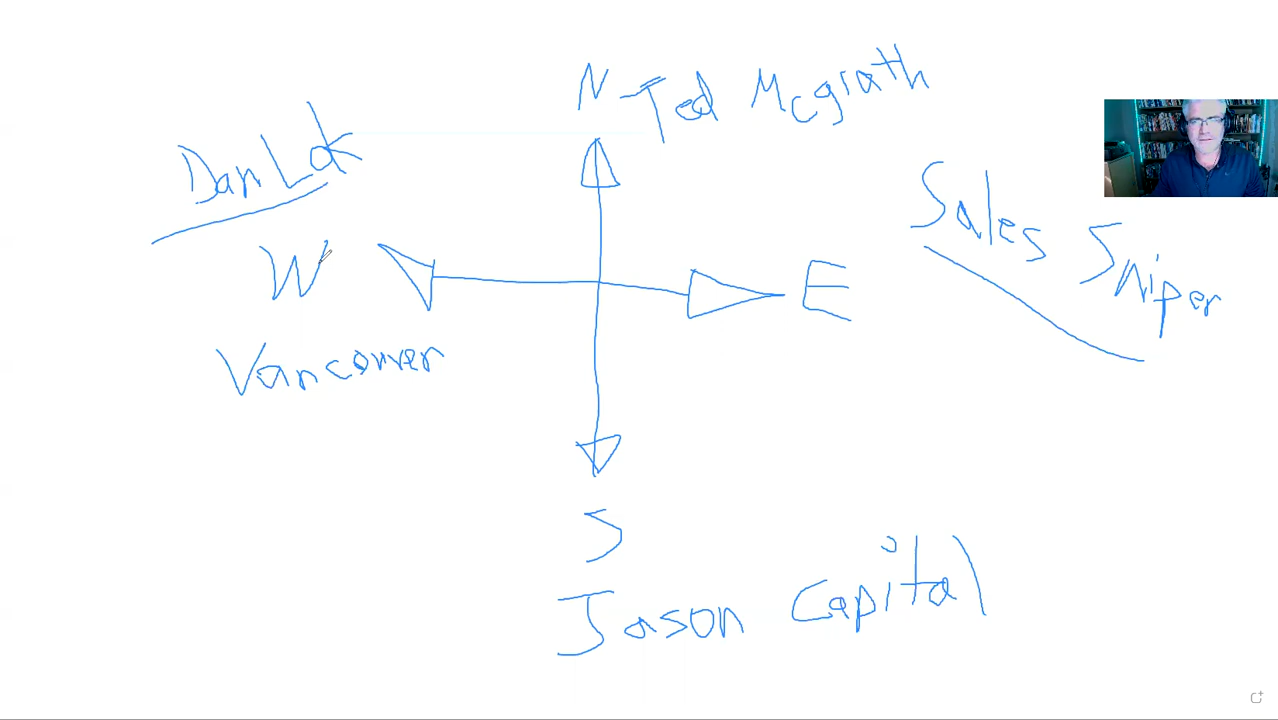 N Ted Mcgrath
Dan Lok
Sales Sniper
W
E
Vancouver
S
Jason Capital